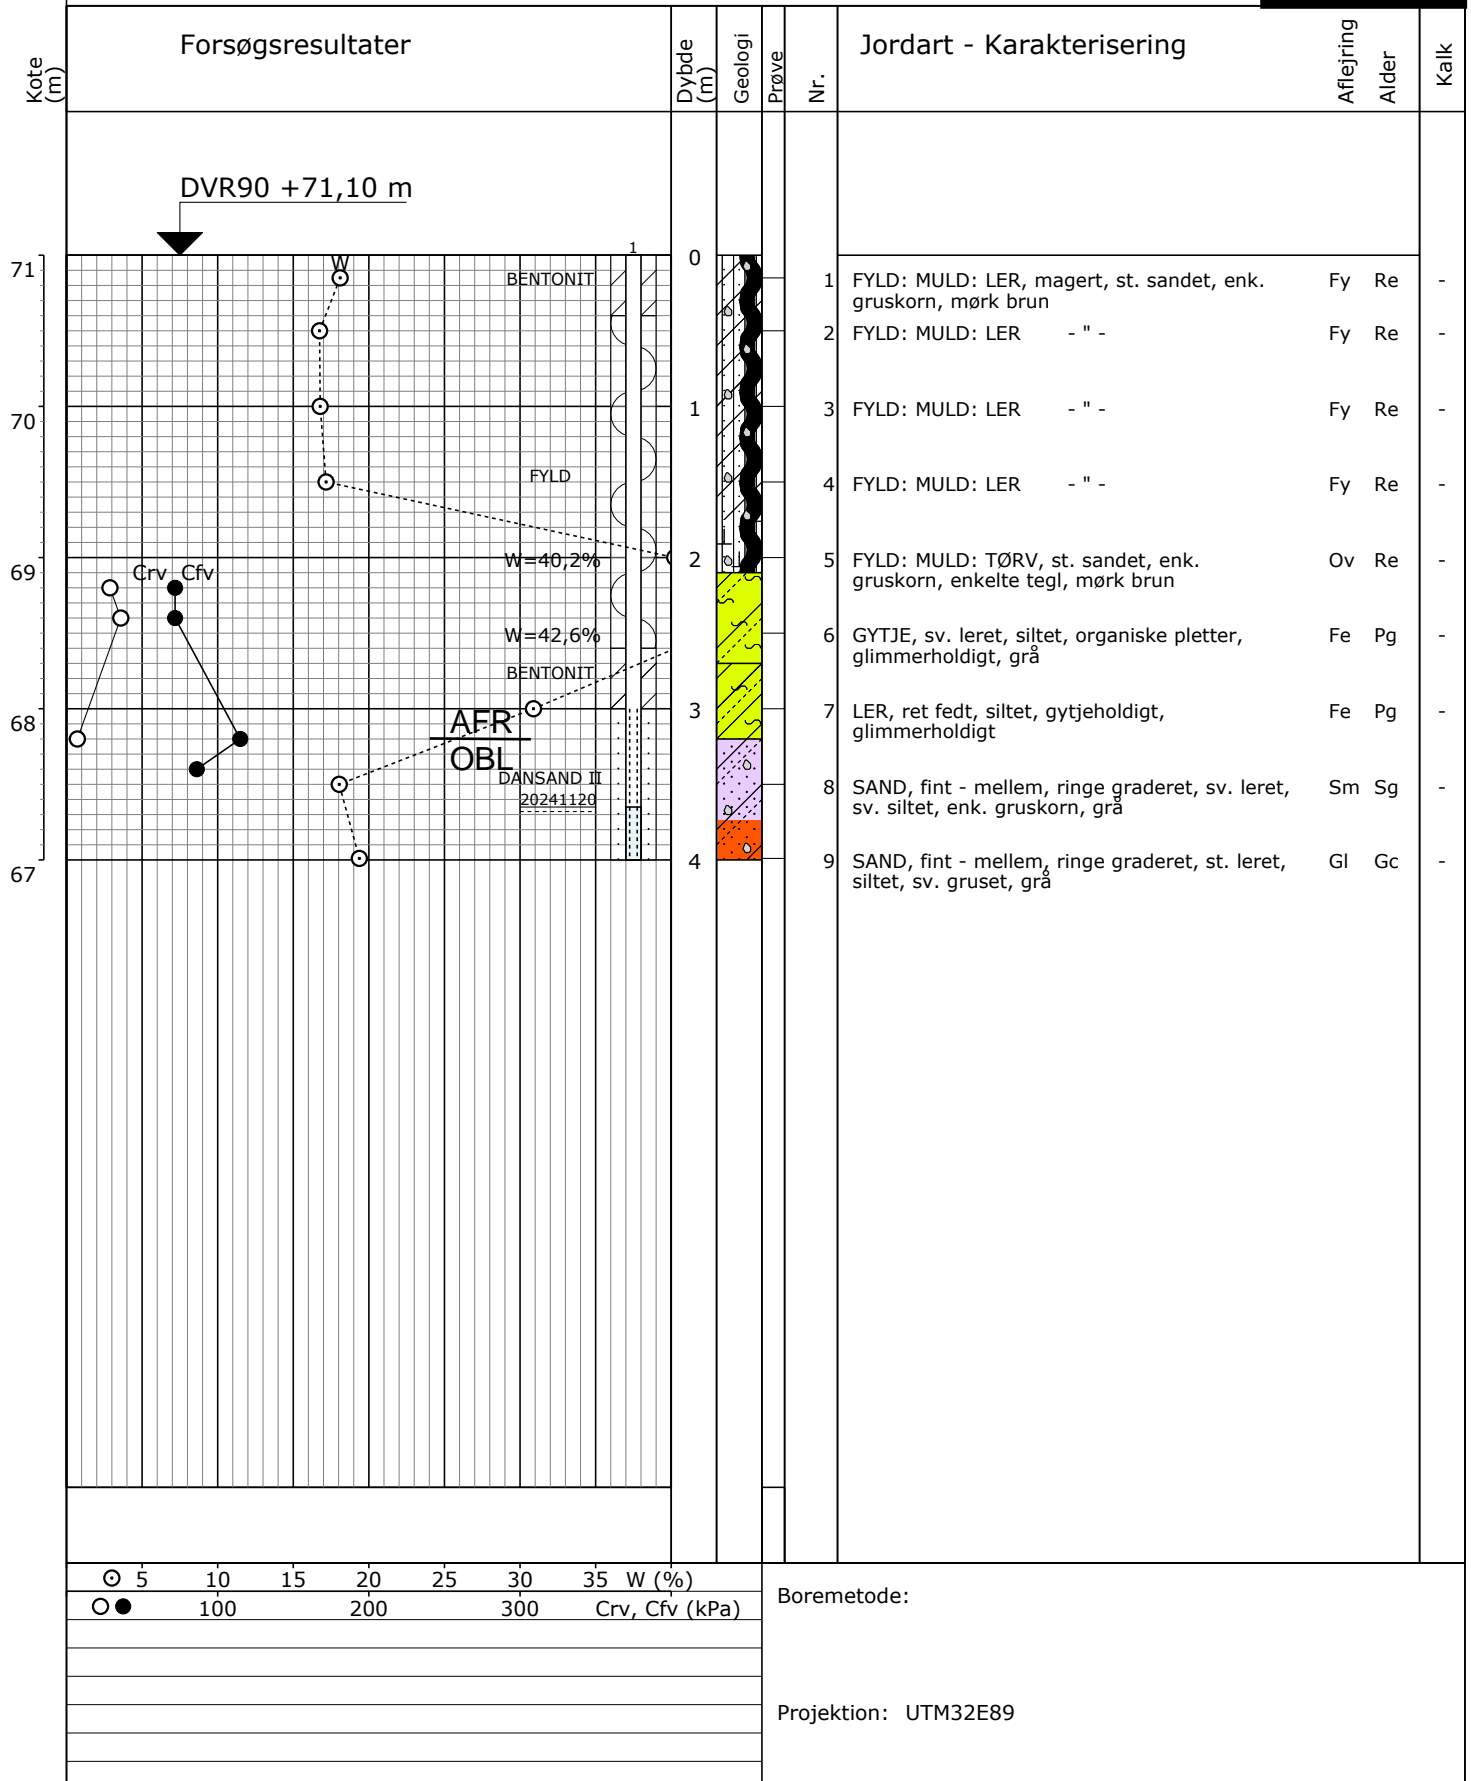 Kote (m)
Forsøgsresultater
Dybde (m)
Geologi
Prøve
Nr.
Jordart - Karakterisering
Aflejring
Alder
Kalk
DVR90 +71,10 m
1
W
71
70
69
68
67
BENTONIT
FYLD
W=40,2%
Crv Cfv
W=42,6%
BENTONIT
AFR
OBL
DANSAND II
20241120
0
1
2
3
4
1 FYLD: MULD: LER, magert, st. sandet, enk. Fy Re -
gruskorn, mørk brun
2 FYLD: MULD: LER - " - Fy Re -
3 FYLD: MULD: LER - " - Fy Re -
4 FYLD: MULD: LER - " - Fy Re -
5 FYLD: MULD: TØRV, st. sandet, enk. Ov Re -
gruskorn, enkelte tegl, mørk brun
6 GYTJE, sv. leret, siltet, organiske pletter, Fe Pg -
glimmerholdigt, grå
7 LER, ret fedt, siltet, gytjeholdigt, Fe Pg -
glimmerholdigt
8 SAND, fint - mellem, ringe graderet, sv. leret, Sm Sg -
sv. siltet, enk. gruskorn, grå
9 SAND, fint - mellem, ringe graderet, st. leret, Gl Gc -
siltet, sv. gruset, grå
5 10 15 20 25 30 35 W (%)
100 200 300 Crv, Cfv (kPa)
Boremetode:
Projektion: UTM32E89